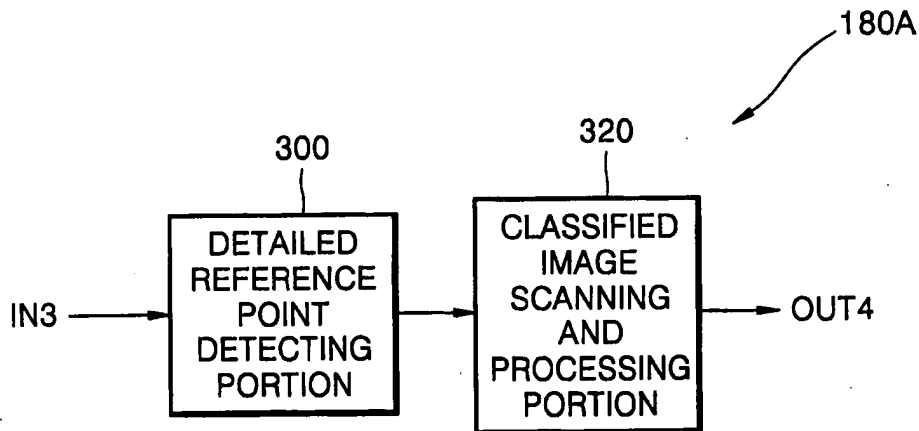 180A
300
320
IN3
DETAILED
REFERENCE
POINT
DETECTING
PORTION
CLASSIFIED
IMAGE
SCANNING
AND
PROCESSING
PORTION
OUT4